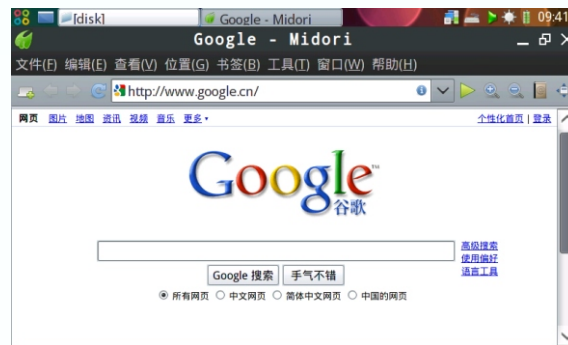 [disk] Google - Midori 09:41
Google - Midori
文件(F) 编辑(E) 查看(V) 位置(G) 书签(B) 工具(T) 窗口(W) 帮助(H)
http://www.google.cn/
网页 图片 地图 资讯 视频 音乐 更多 个性化首页 | 登录
Google™
谷歌
高级搜索
使用偏好
语言工具
Google 搜索 手气不错
所有网页 中文网页 简体中文网页 中国的网页